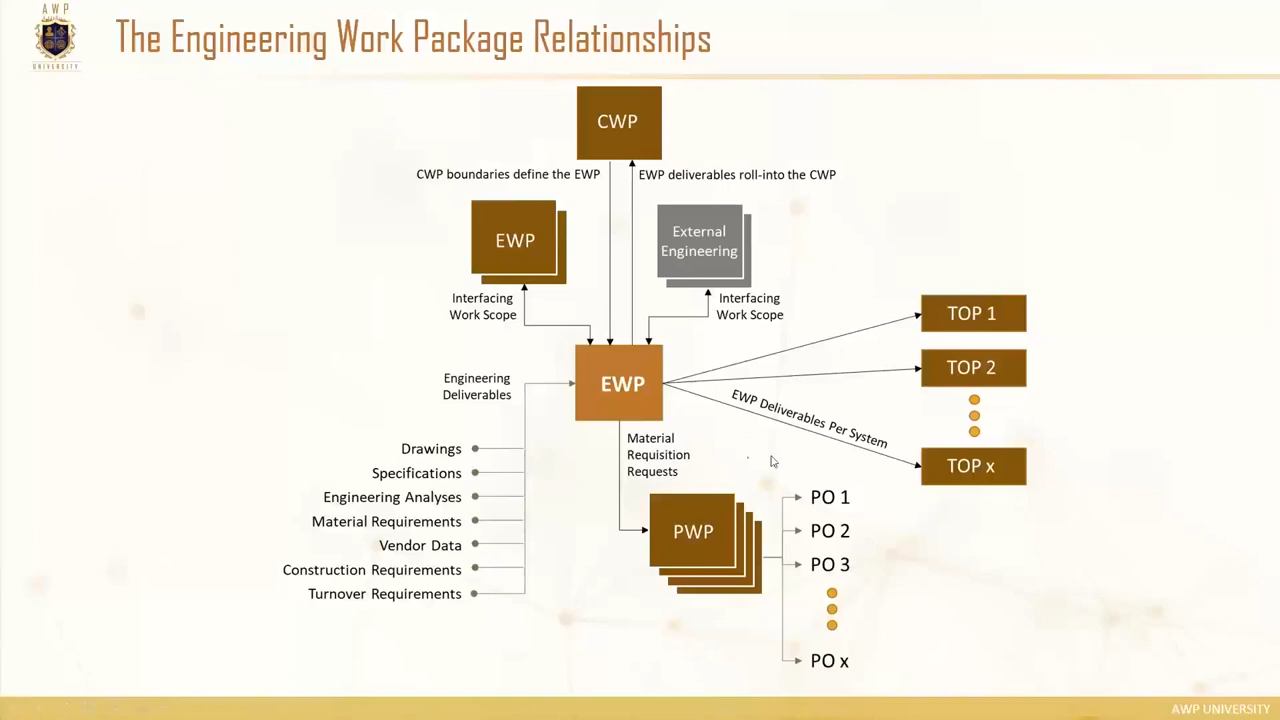 AWP
UNIVERSITY
The Engineering Work Package Relationships
CWP
CWP boundaries define the EWP
EWP deliverables roll-into the CWP
EWP
External
Engineering
Interfacing
Work Scope
Interfacing
Work Scope
TOP 1
EWP
TOP 2
Engineering
Deliverables
EWP Deliverables Per System
TOP x
Material
Requisition
Requests
Drawings
Specifications
Engineering Analyses
Material Requirements
Vendor Data
Construction Requirements
Turnover Requirements
PWP
PO 1
PO 2
PO 3
PO x
AWP UNIVERSITY